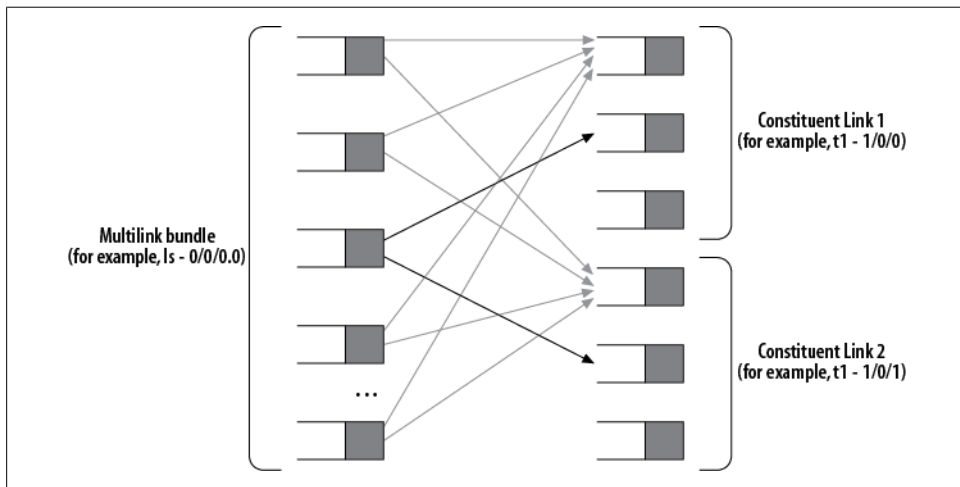 Multilink bundle
(for example, ls - 0/0/0.0)
...
Constituent Link 1
(for example, t1 - 1/0/0)
Constituent Link 2
(for example, t1 - 1/0/1)